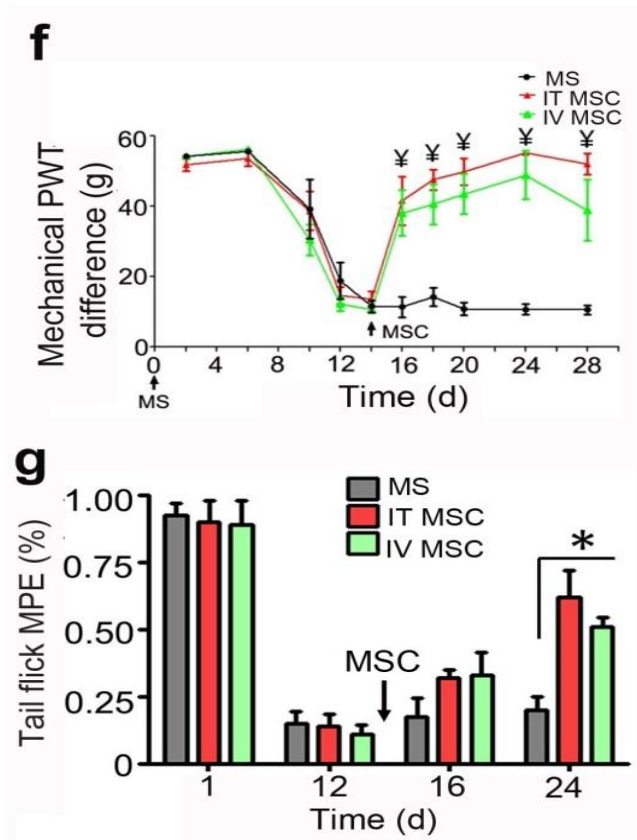 f
MS
IT MSC
IV MSC
Mechanical PWT
difference (g)
60
40
20
0
¥ ¥ ¥ ¥ ¥
MSC
0 4 8 12 16 20 24 28
MS
Time (d)
g
MS
IT MSC
IV MSC
Tail flick MPE (%)
1.00
0.75
0.50
0.25
0
*
MSC
1 12 16 24
Time (d)